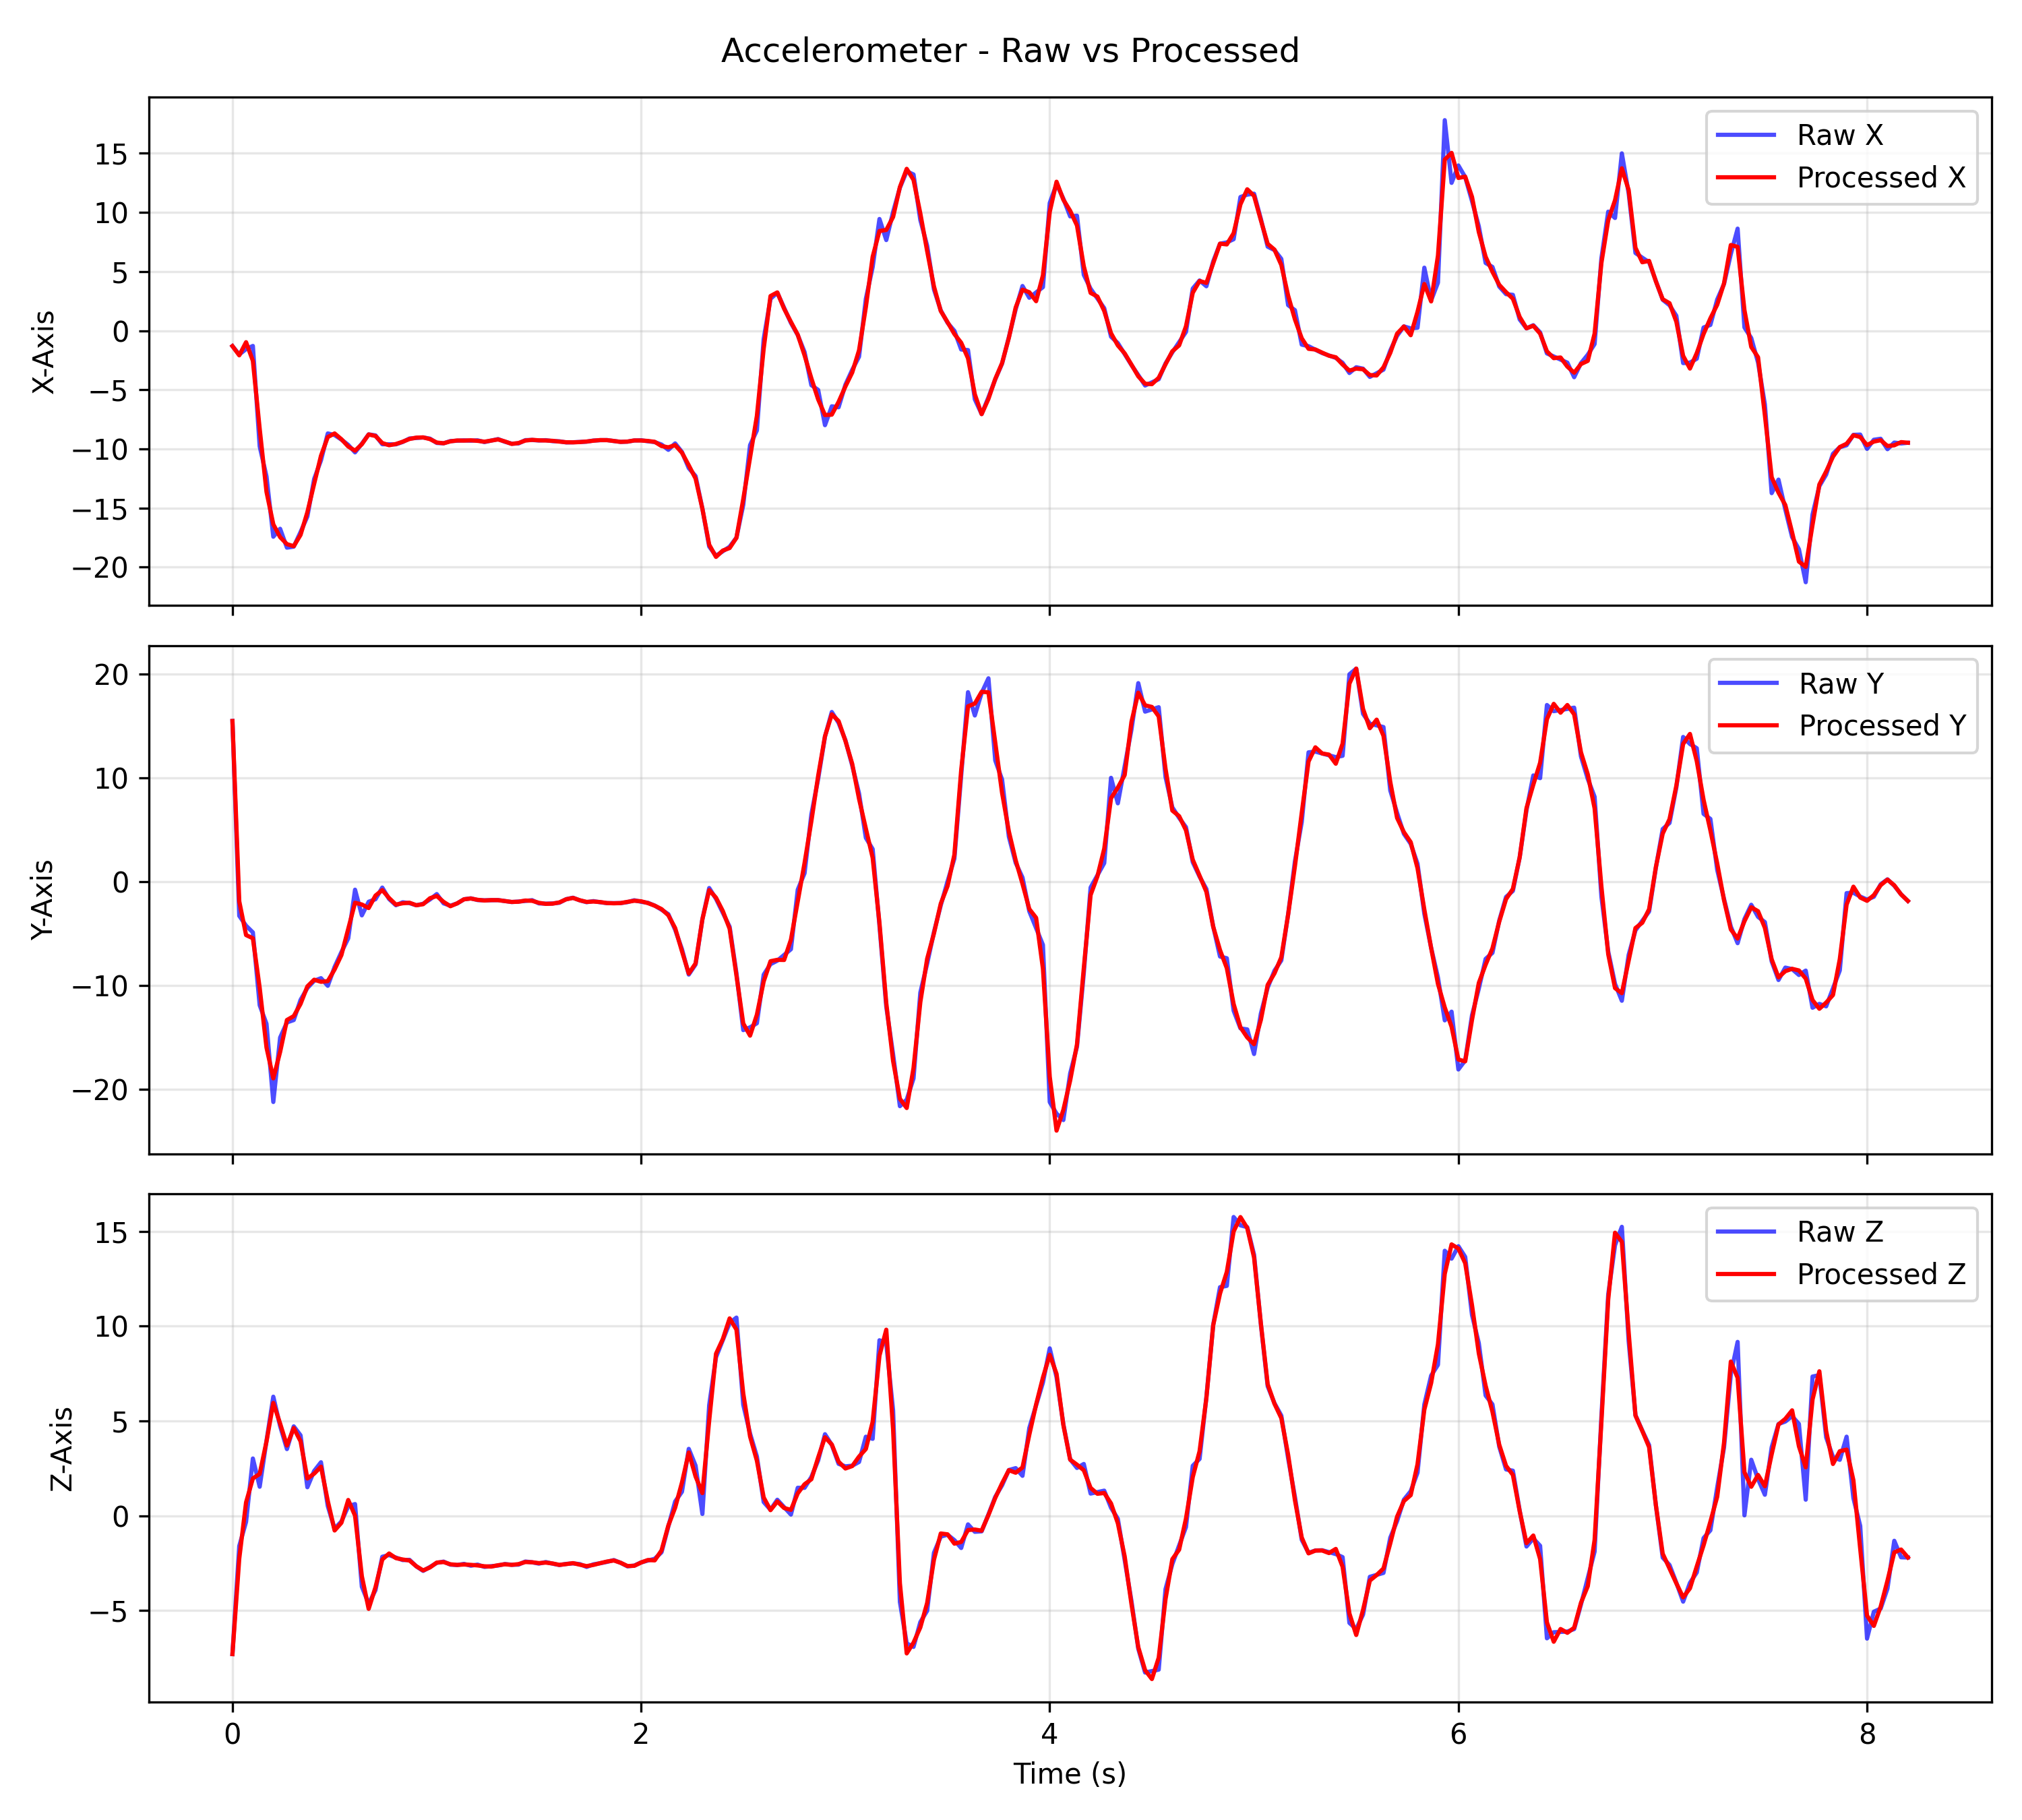 Accelerometer - Raw vs Processed
X-Axis
15
10
5
0
−5
−10
−15
−20
Raw X
Processed X
Y-Axis
20
10
0
−10
−20
Raw Y
Processed Y
Z-Axis
15
10
5
0
−5
Raw Z
Processed Z
0 2 4 6 8
Time (s)